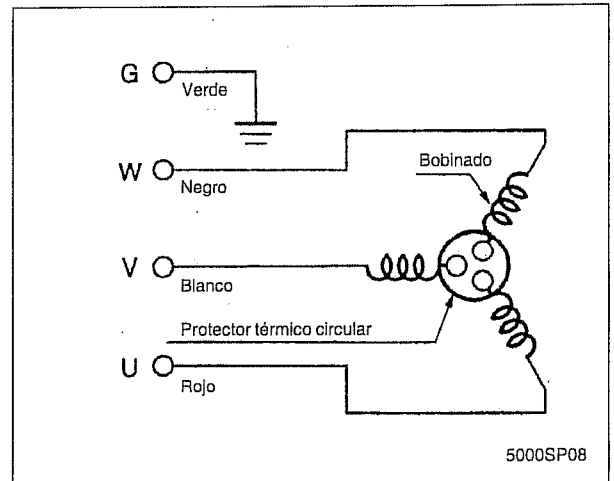 G
Verde
W
Negro
Bobinado
V
Blanco
Protector térmico circular
U
Rojo
5000SP08